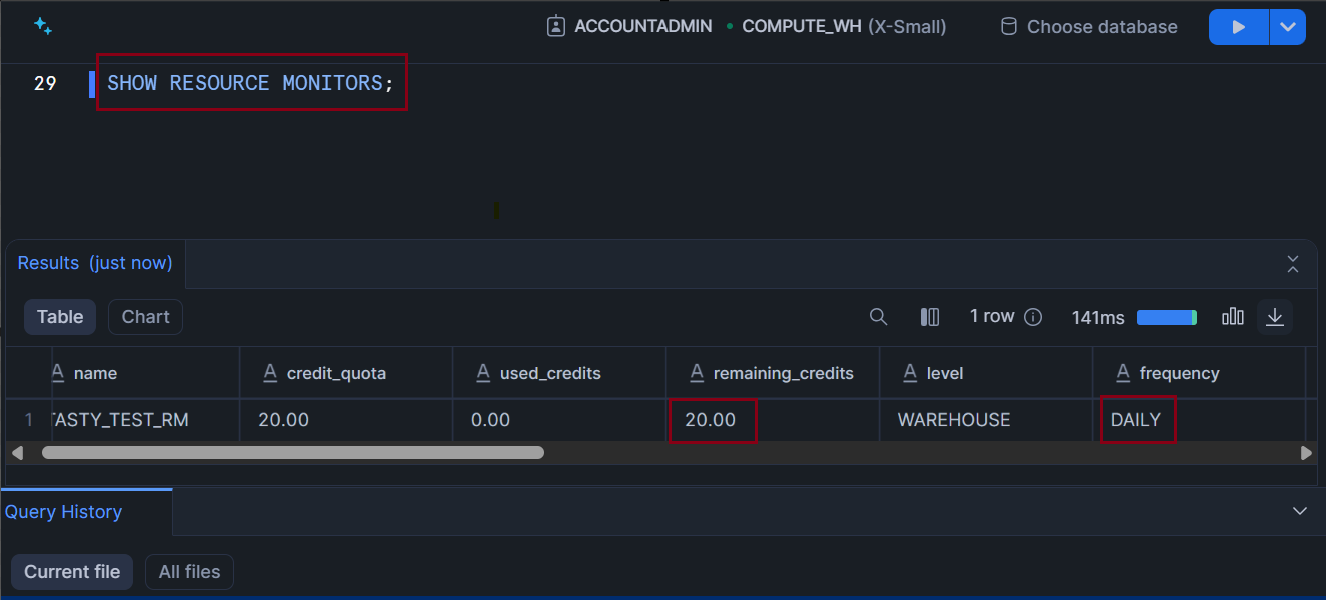 ACCOUNTADMIN • COMPUTE_WH (X-Small) Choose database
29 SHOW RESOURCE MONITORS;
Results (just now)
Table Chart 1 row 141ms
name credit_quota used_credits remaining_credits level frequency
1 TASTY_TEST_RM 20.00 0.00 20.00 WAREHOUSE DAILY
Query History
Current file All files